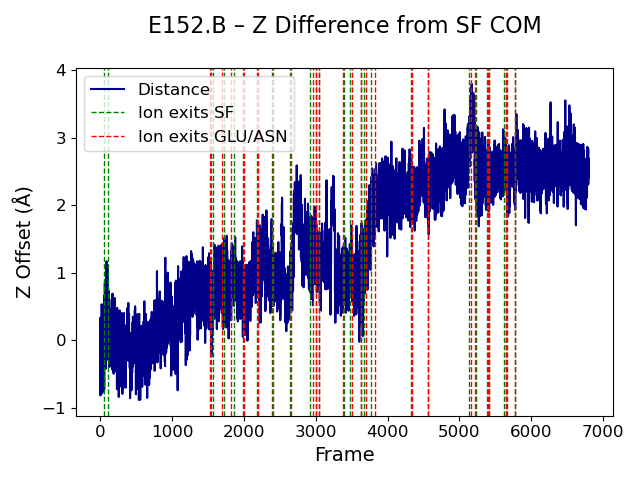 E152.B – Z Difference from SF COM
Distance
Ion exits SF
Ion exits GLU/ASN
Z Offset (Å)
4
3
2
1
0
−1
0 1000 2000 3000 4000 5000 6000 7000
Frame